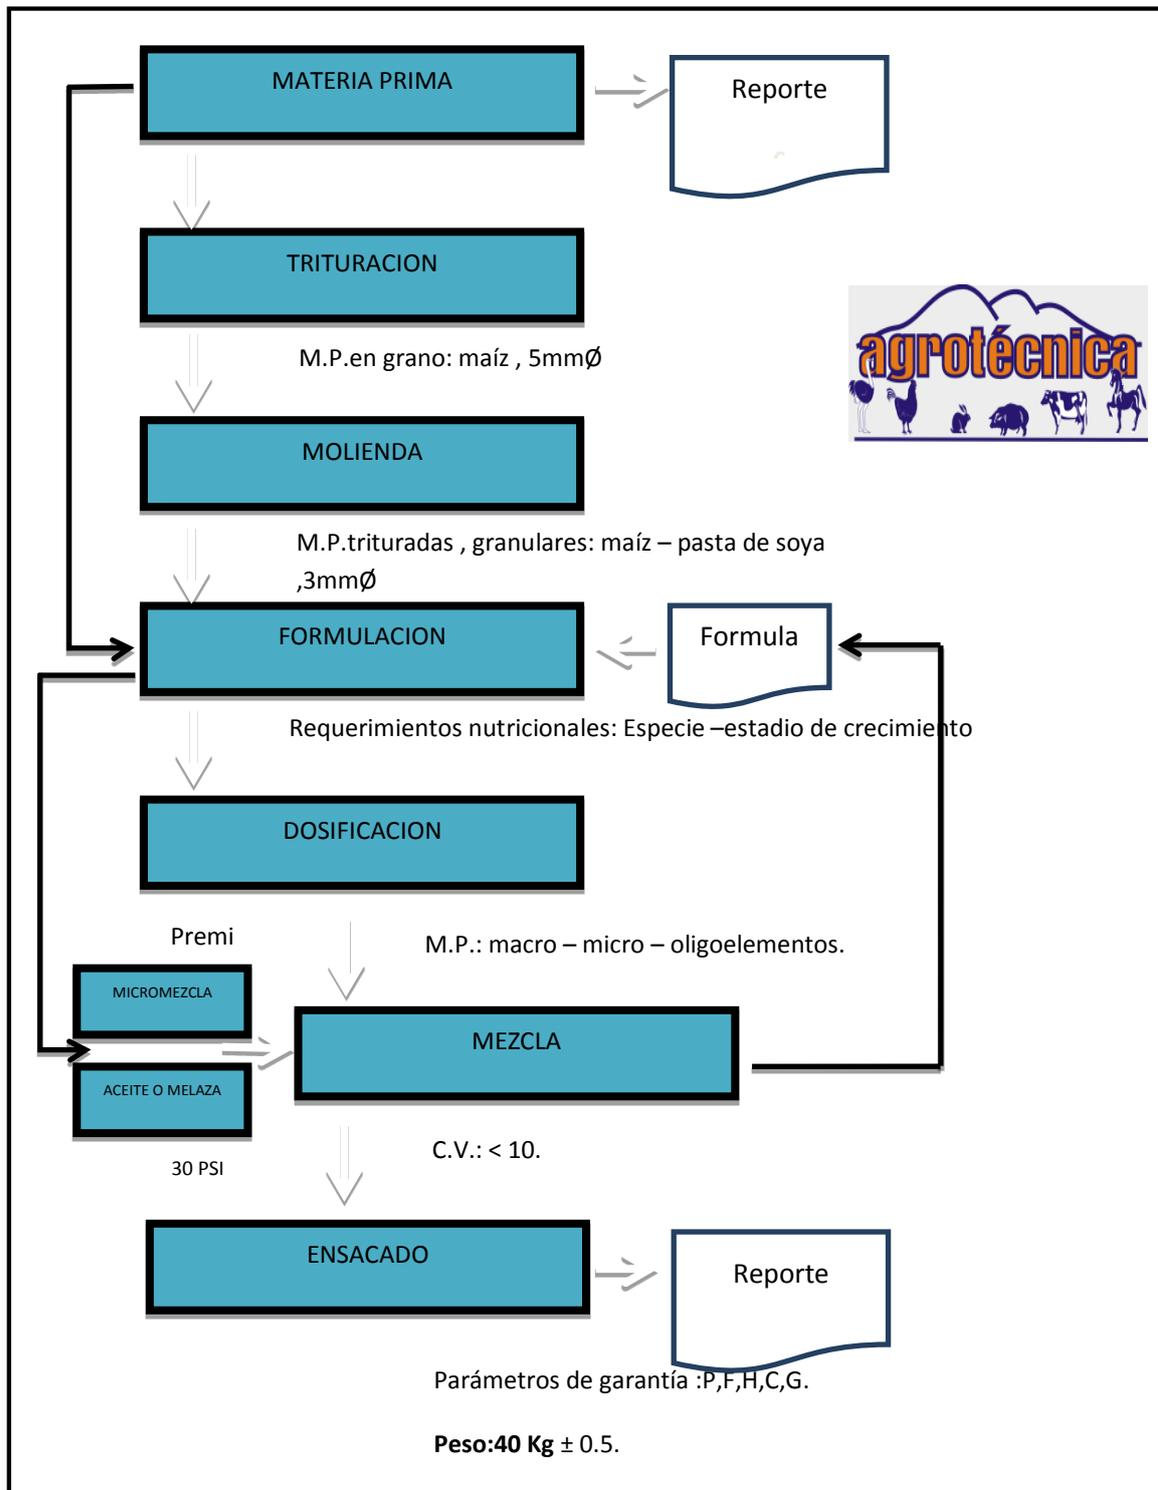 MATERIA PRIMA
Reporte
TRITURACION
agrotécnica
M.P.en grano: maíz , 5mmØ
MOLIENDA
M.P.trituradas , granulares: maíz – pasta de soya
,3mmØ
FORMULACION
Formula
Requerimientos nutricionales: Especie –estadio de crecimiento
DOSIFICACION
Premi
M.P.: macro – micro – oligoelementos.
MICROMEZCLA
MEZCLA
ACEITE O MELAZA
C.V.: < 10.
30 PSI
ENSACADO
Reporte
Parámetros de garantía :P,F,H,C,G.
Peso:40 Kg ± 0.5.